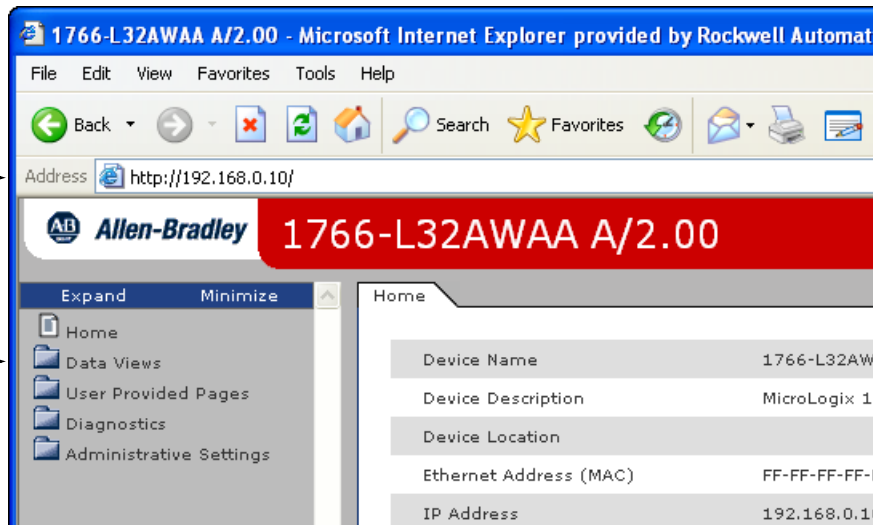 1766-L32AWAA A/2.00 - Microsoft Internet Explorer provided by Rockwell Automat
File Edit View Favorites Tools Help
Back Search Favorites
Address http://192.168.0.10/
AB Allen-Bradley 1766-L32AWAA A/2.00
Expand Minimize
Home
Data Views
User Provided Pages
Diagnostics
Administrative Settings
Home
Device Name 1766-L32AW
Device Description MicroLogix 1
Device Location
Ethernet Address (MAC) FF-FF-FF-FF-
IP Address 192.168.0.10